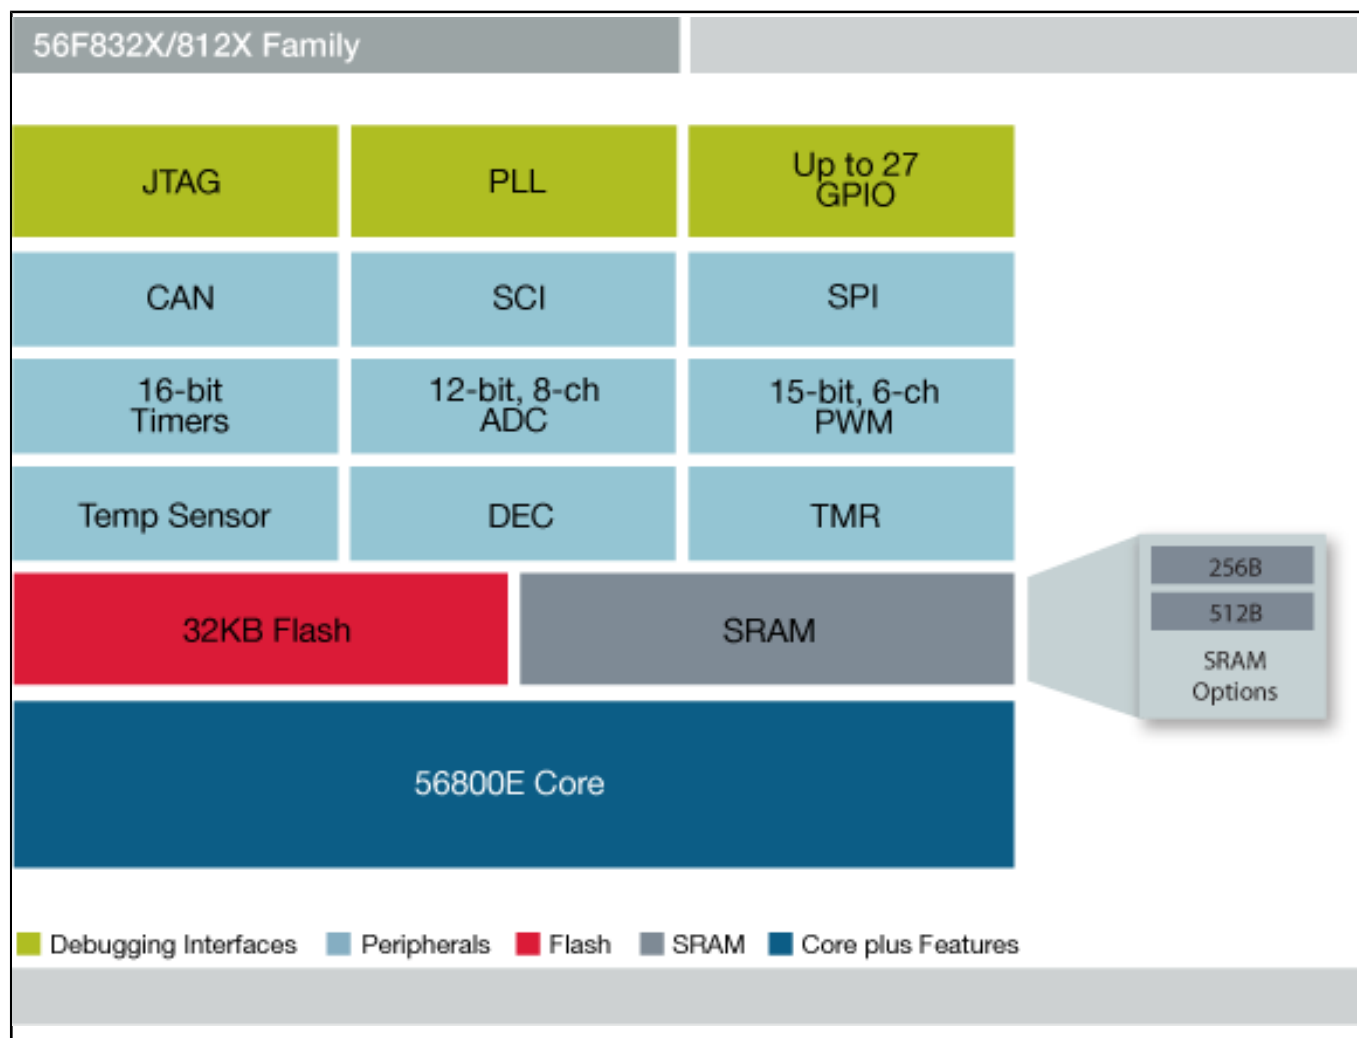 56F832X/812X Family
JTAG
PLL
Up to 27
GPIO
CAN
SCI
SPI
16-bit
Timers
12-bit, 8-ch
ADC
15-bit, 6-ch
PWM
Temp Sensor
DEC
TMR
32KB Flash
SRAM
256B
512B
SRAM
Options
56800E Core
Debugging Interfaces
Peripherals
Flash
SRAM
Core plus Features